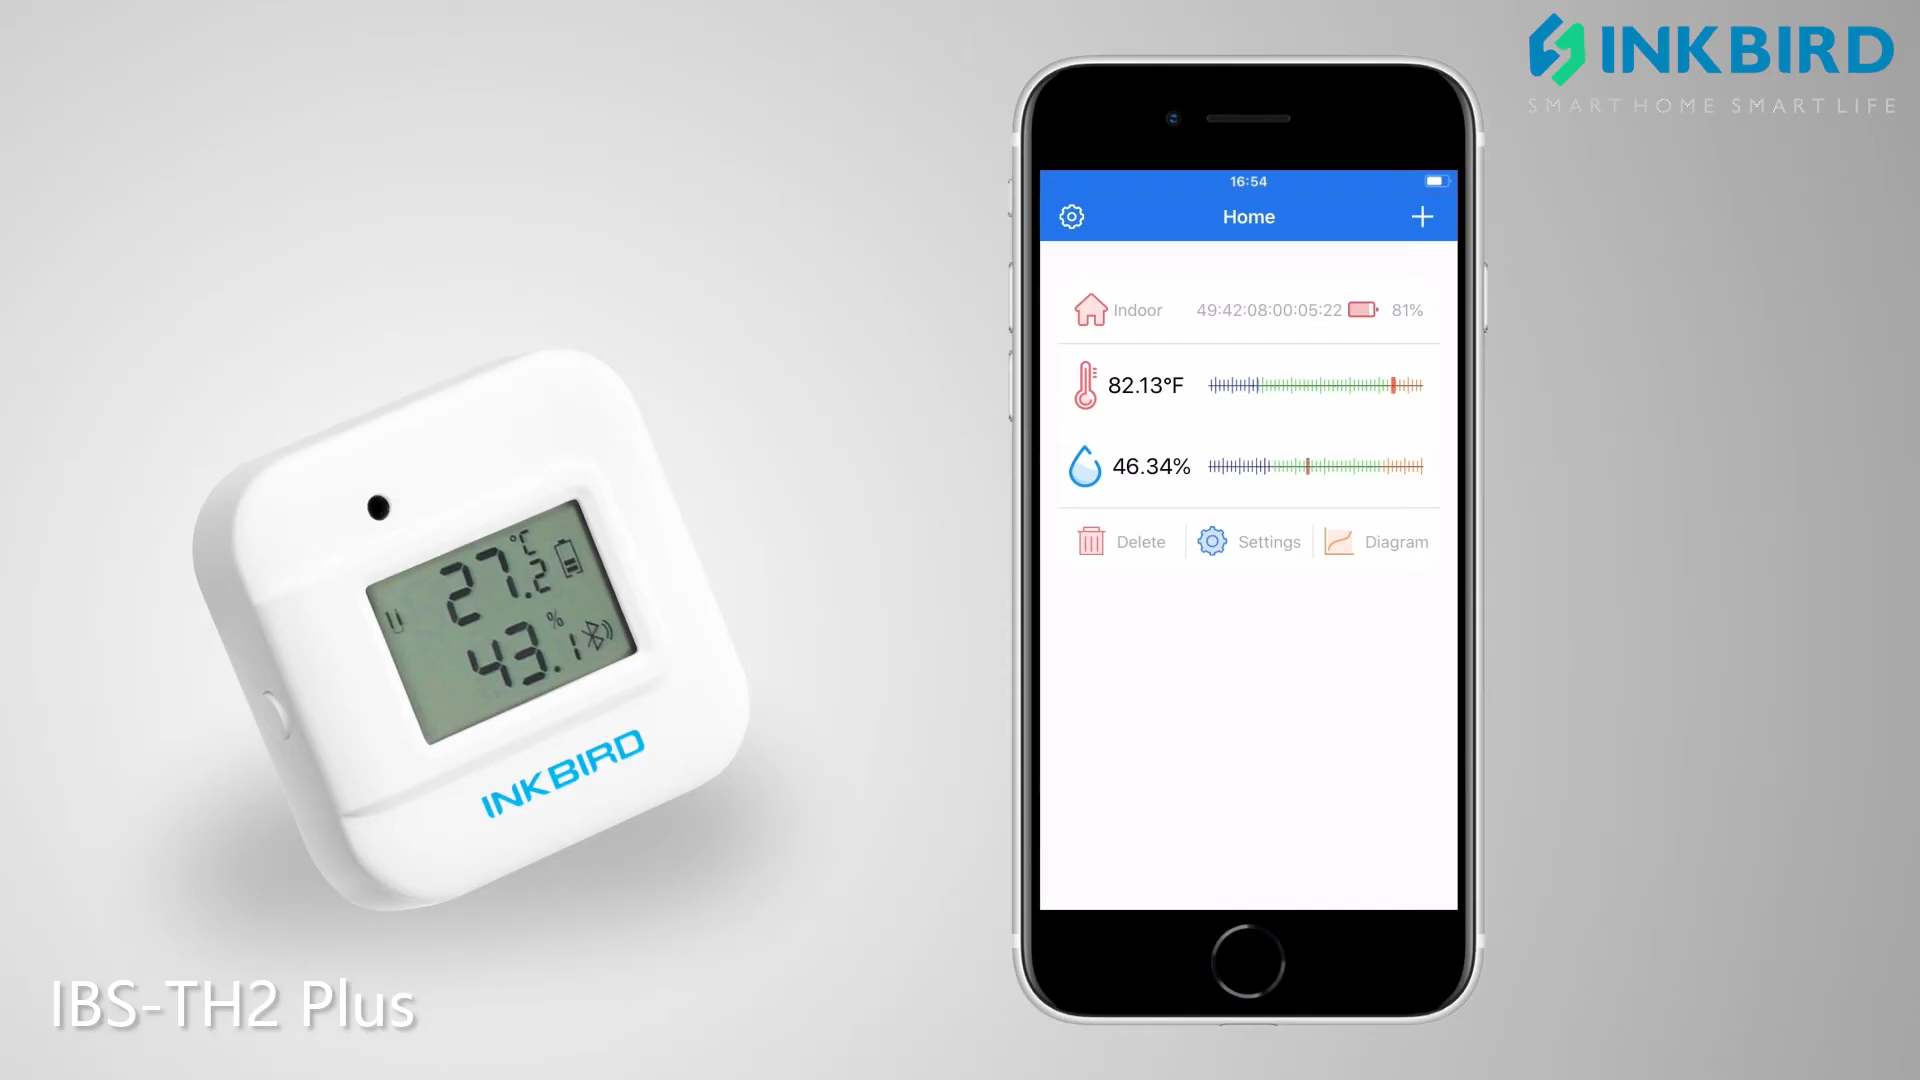 INKBIRD
SMART HOME SMART LIFE
16:54
Home
Indoor 49:42:08:00:05:22 81%
82.13°F
46.34%
Delete Settings Diagram
27.2 °C
43.1 %
INKBIRD
IBS-TH2 Plus